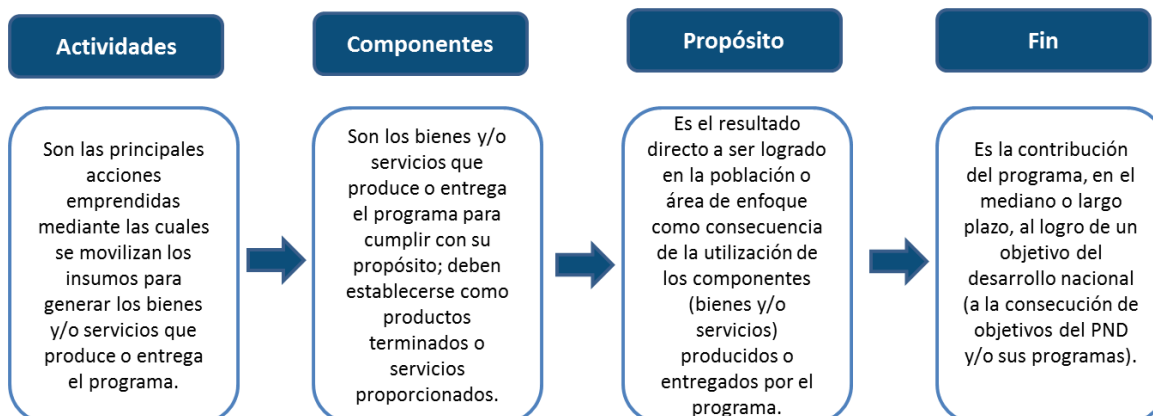 Actividades
Componentes
Propósito
Fin
Son las principales
acciones
emprendidas
mediante las cuales
se movilizan los
insumos para
generar los bienes
y/o servicios que
produce o entrega
el programa.
Son los bienes y/o
servicios que
produce o entrega
el programa para
cumplir con su
propósito; deben
establecerse como
productos
terminados o
servicios
proporcionados.
Es el resultado
directo a ser logrado
en la población o
área de enfoque
como consecuencia
de la utilización de
los componentes
(bienes y/o
servicios)
producidos o
entregados por el
programa.
Es la contribución
del programa, en el
mediano o largo
plazo, al logro de un
objetivo del
desarrollo nacional
(a la consecución de
objetivos del PND
y/o sus programas).